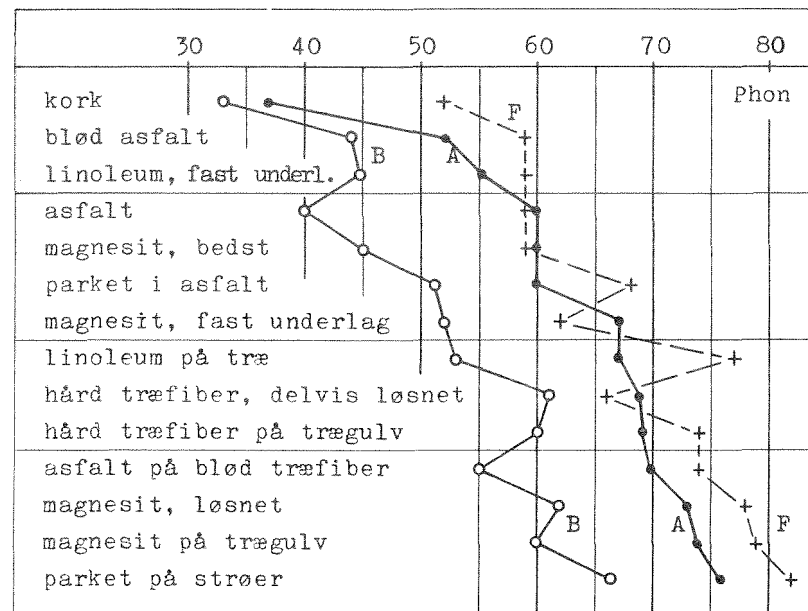 30 40 50 60 70 80
kork Phon
F
blød asfalt
B A
linoleum, fast underl.
asfalt
magnesit, bedst
parket i asfalt
magnesit, fast underlag
linoleum på træ
hård træfiber, delvis løsnet
hård træfiber på trægulv
asfalt på blød træfiber
magnesit, løsnet
B A F
magnesit på trægulv
parket på strøer